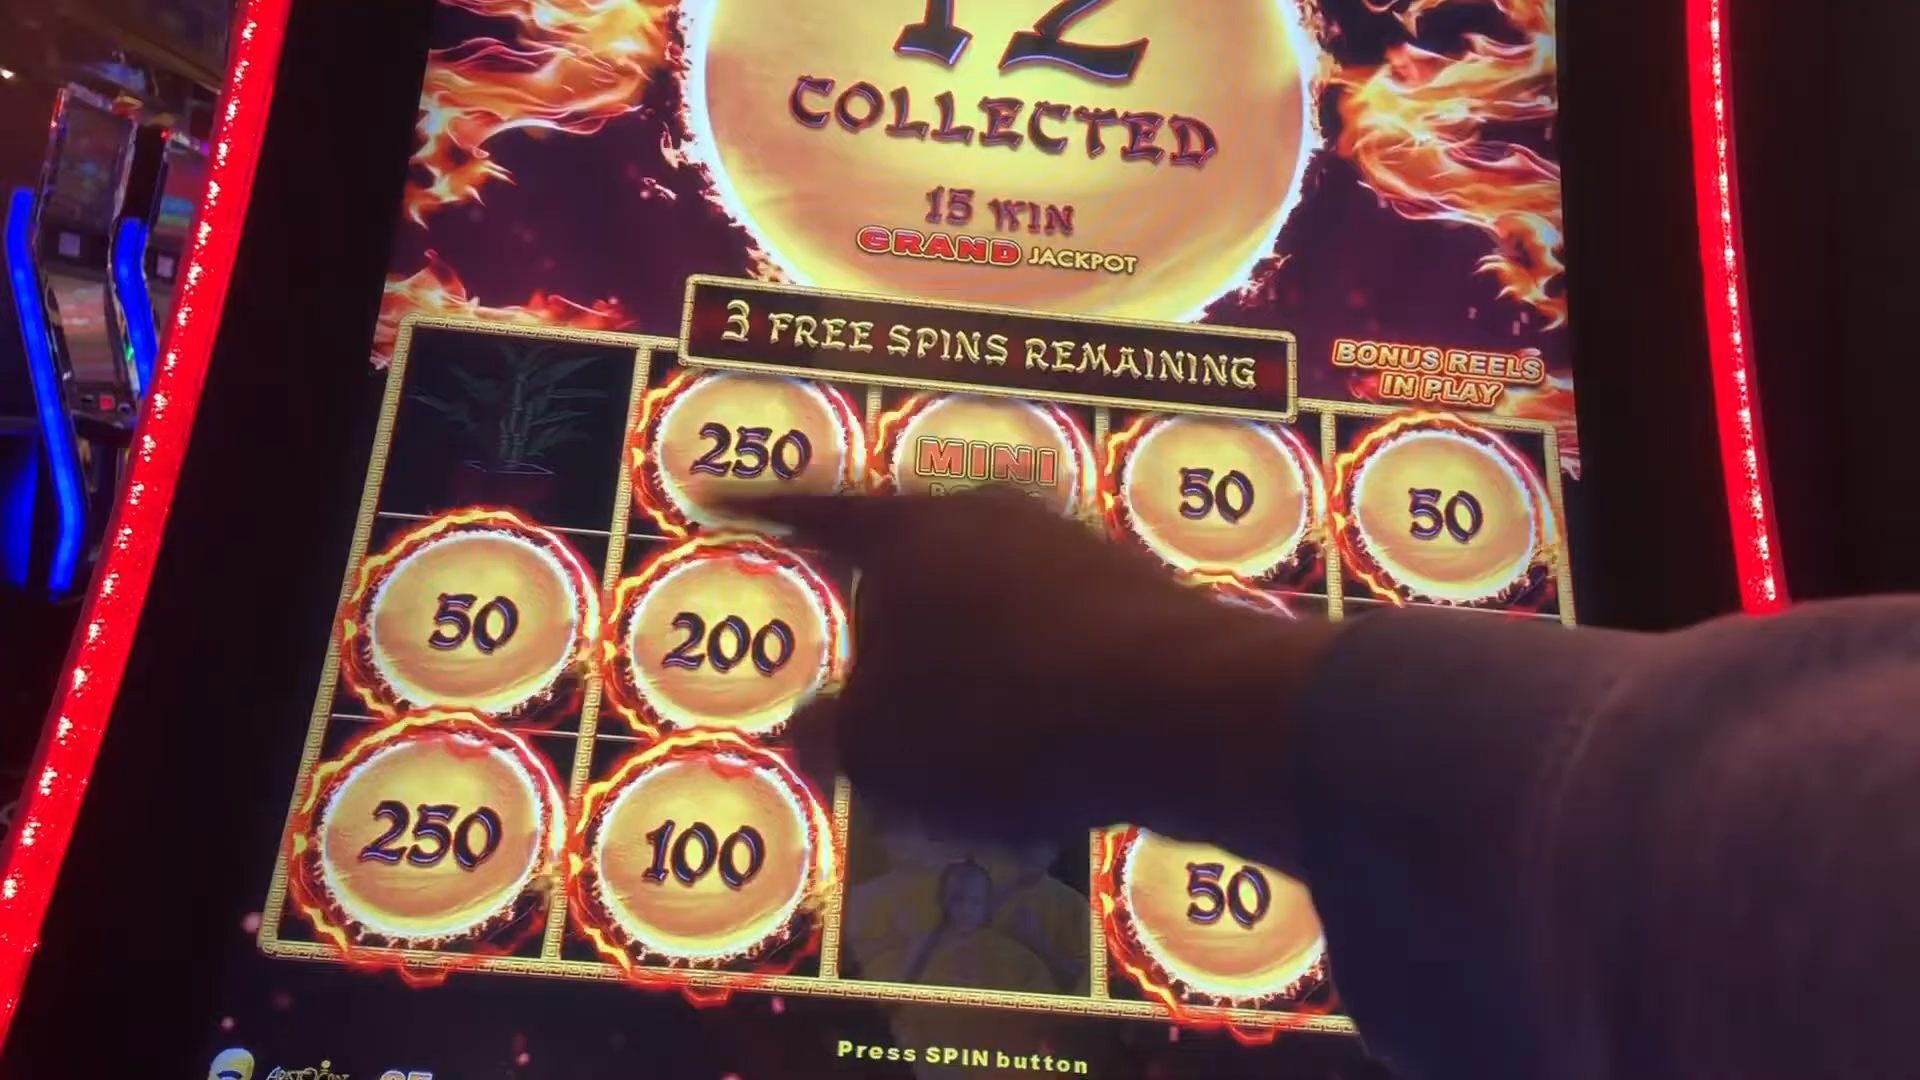 12
COLLECTED
15 WIN
GRAND JACKPOT
3 FREE SPINS REMAINING
BONUS REELS
IN PLAY
250
MINI
50
50
50
200
250
100
50
Press SPIN button